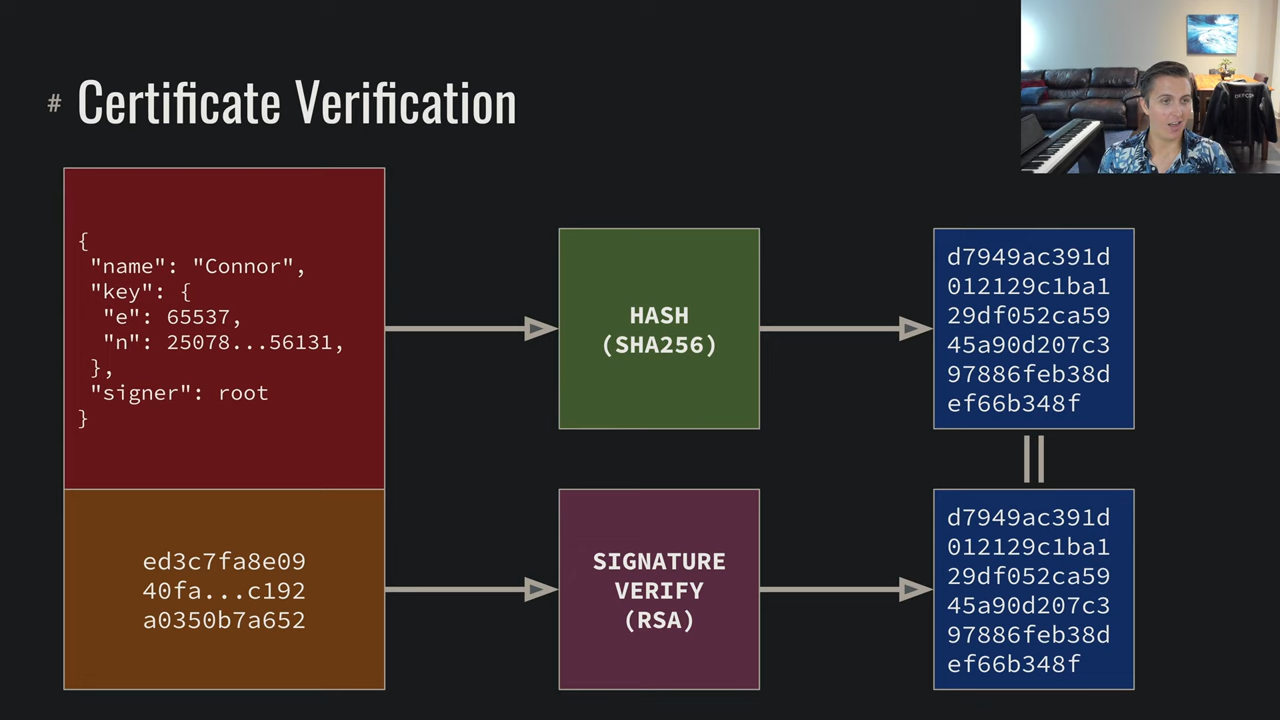 # Certificate Verification
{
"name": "Connor",
"key": {
"e": 65537,
"n": 25078...56131,
},
"signer": root
}
HASH
(SHA256)
d7949ac391d
012129c1ba1
29df052ca59
45a90d207c3
97886feb38d
ef66b348f
ed3c7fa8e09
40fa...c192
a0350b7a652
SIGNATURE
VERIFY
(RSA)
d7949ac391d
012129c1ba1
29df052ca59
45a90d207c3
97886feb38d
ef66b348f